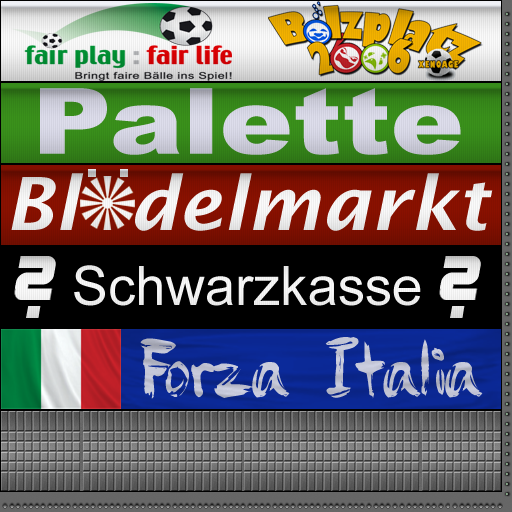 fair play : fair life
Bringt faire Bälle ins Spiel!
Bolzplatz
2006
XENOAGE
Palette
Blödelmarkt
? Schwarzkasse ?
Forza Italia